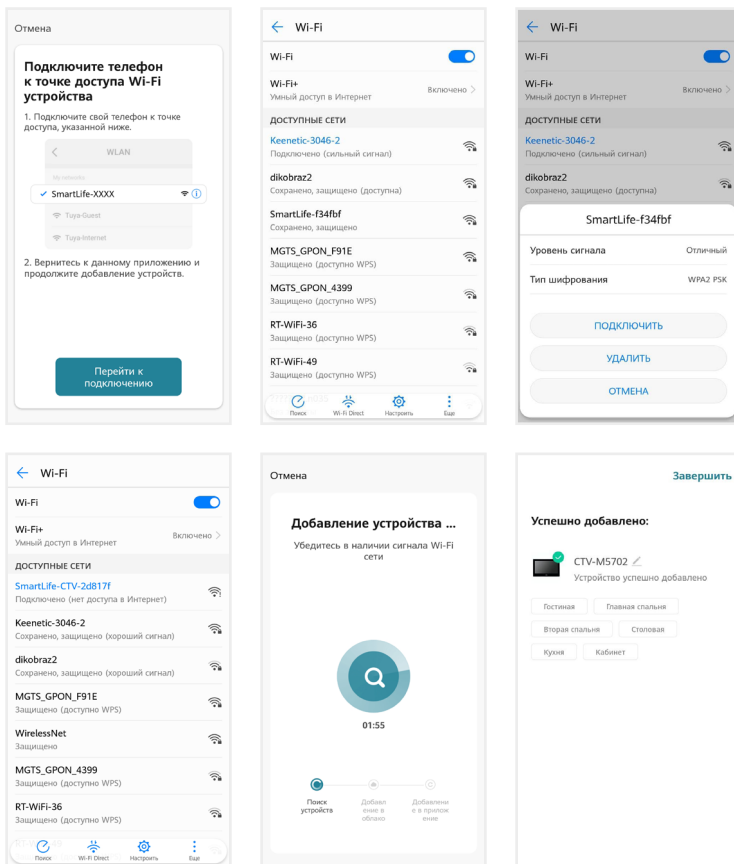 Отмена
Подключите телефон
к точке доступа Wi-Fi
устройства
1. Подключите свой телефон к точке
доступа, указанной ниже.
WLAN
My networks
SmartLife-XXXX
Tuya-Guest
Tuya-Internet
2. Вернитесь к данному приложению и
продолжите добавление устройств.
Перейти к
подключению
Wi-Fi
Wi-Fi
Wi-Fi+
Умный доступ в Интернет
Включено
ДОСТУПНЫЕ СЕТИ
Keenetic-3046-2
Подключено (сильный сигнал)
dikobraz2
Сохранено, защищено (доступна)
SmartLife-f34fbf
Сохранено, защищено
MGTS_GPON_F91E
Защищено (доступно WPS)
MGTS_GPON_4399
Защищено (доступно WPS)
RT-WiFi-36
Защищено (доступно WPS)
RT-WiFi-49
Защищено (доступно WPS)
Поиск Wi-Fi Direct Настроить Еще
Wi-Fi
Wi-Fi
Wi-Fi+
Умный доступ в Интернет
Включено
ДОСТУПНЫЕ СЕТИ
Keenetic-3046-2
Подключено (сильный сигнал)
dikobraz2
Сохранено, защищено (доступна)
SmartLife-f34fbf
Уровень сигнала Отличный
Тип шифрования WPA2 PSK
ПОДКЛЮЧИТЬ
УДАЛИТЬ
ОТМЕНА
Wi-Fi
Wi-Fi
Wi-Fi+
Умный доступ в Интернет
Включено
ДОСТУПНЫЕ СЕТИ
SmartLife-CTV-2d817f
Подключено (нет доступа в Интернет)
Keenetic-3046-2
Сохранено, защищено (хороший сигнал)
dikobraz2
Сохранено, защищено (хороший сигнал)
MGTS_GPON_F91E
Защищено (доступно WPS)
WirelessNet
Защищено
MGTS_GPON_4399
Защищено (доступно WPS)
RT-WiFi-36
Защищено (доступно WPS)
Поиск Wi-Fi Direct Настроить Еще
Отмена
Добавление устройства ...
Убедитесь в наличии сигнала Wi-Fi
сети
01:55
Поиск
устройств
Добавл
ение в
облако
Добавлени
е в прилож
ение
Завершить
Успешно добавлено:
CTV-M5702
Устройство успешно добавлено
Гостиная Главная спальня
Вторая спальня Столовая
Кухня Кабинет